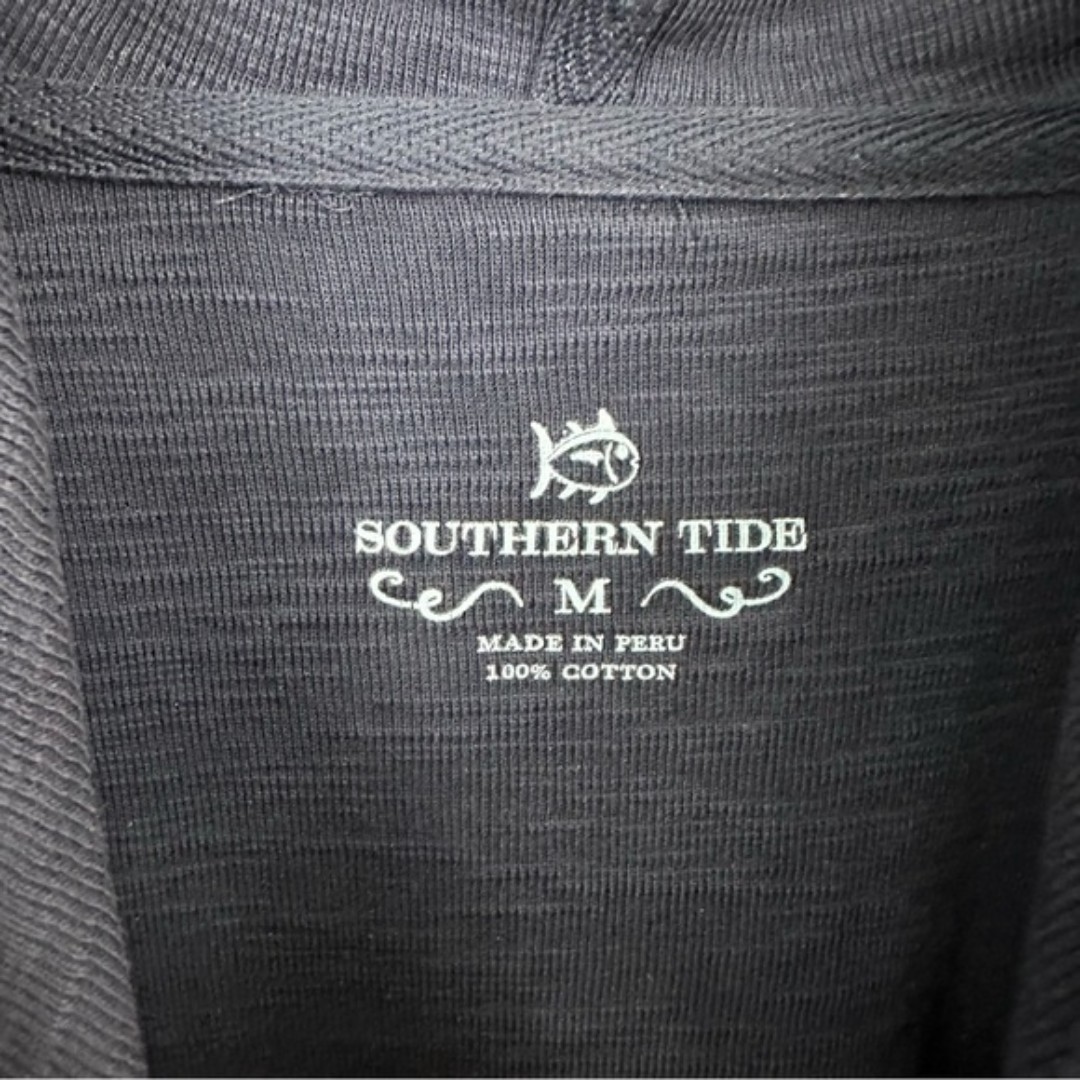 SOUTHERN TIDE
M
MADE IN PERU
100% COTTON